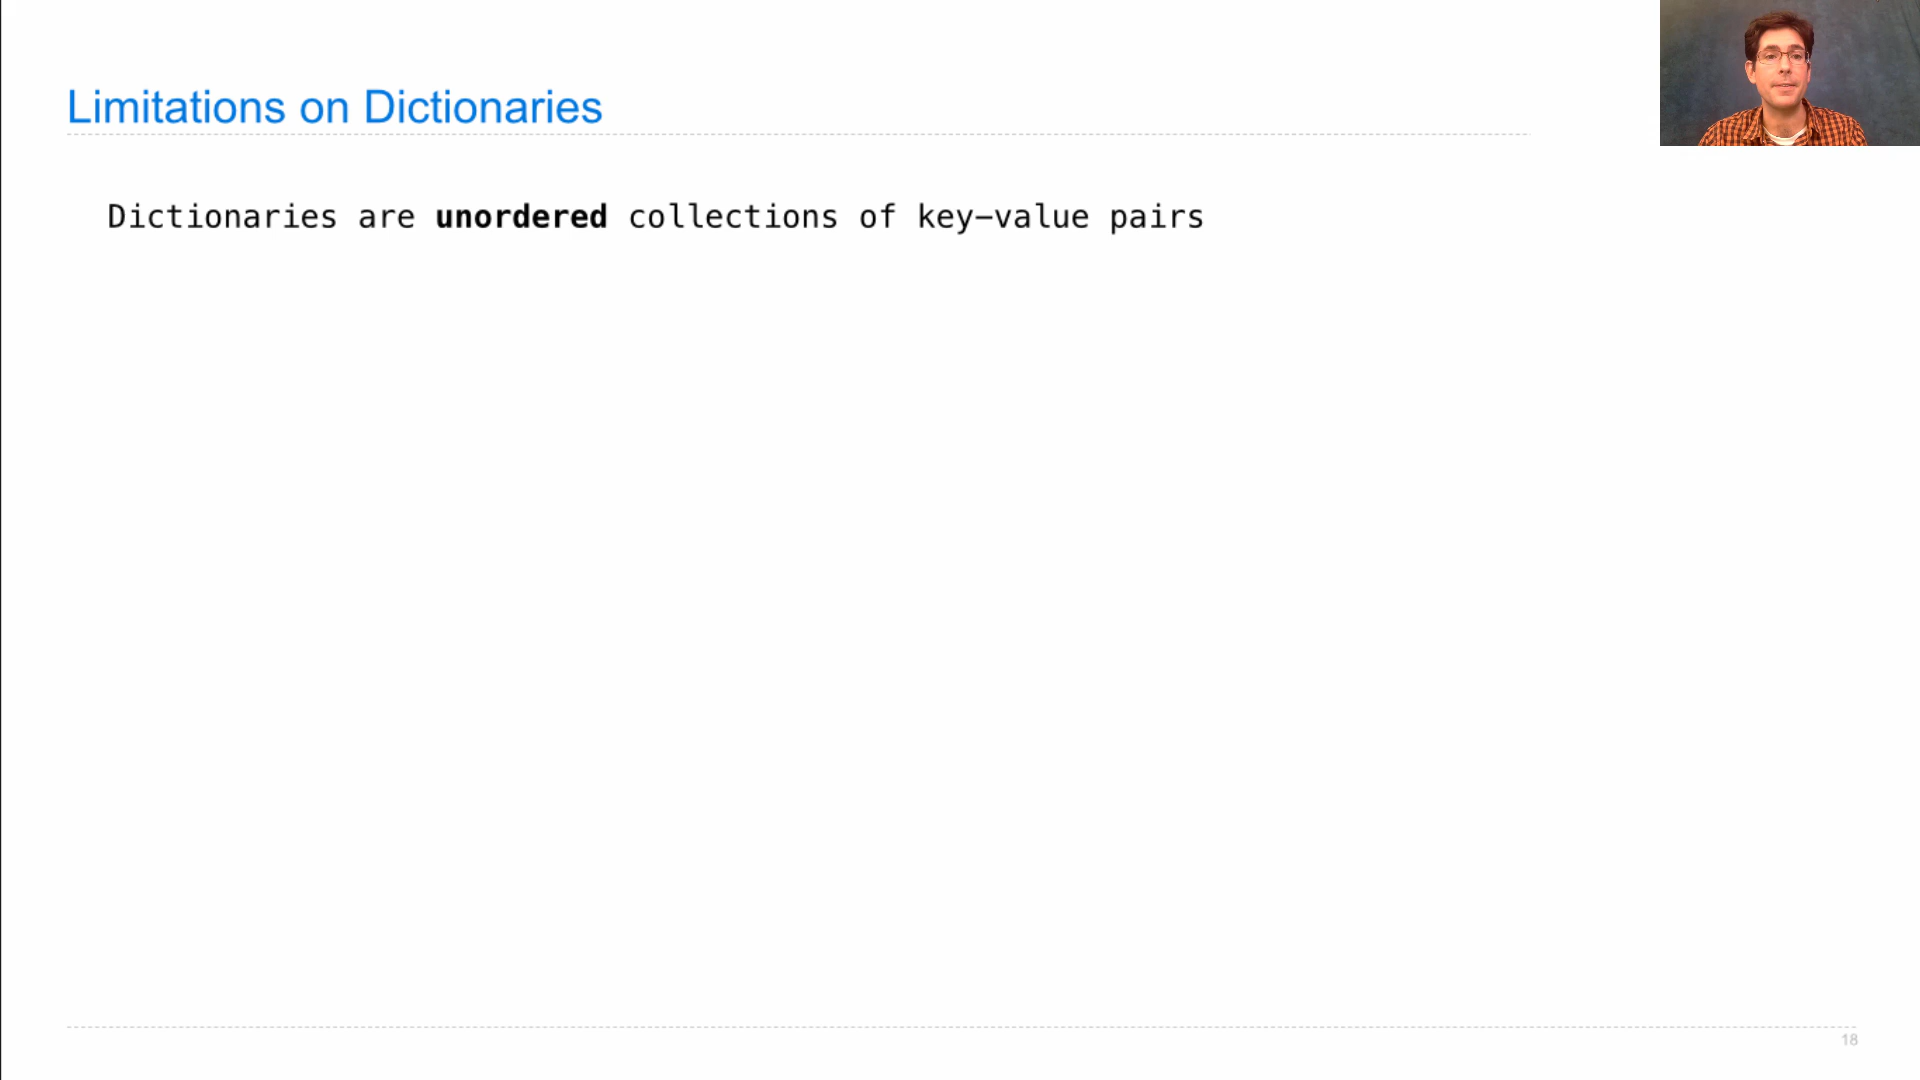 Limitations on Dictionaries
Dictionaries are unordered collections of key-value pairs
18